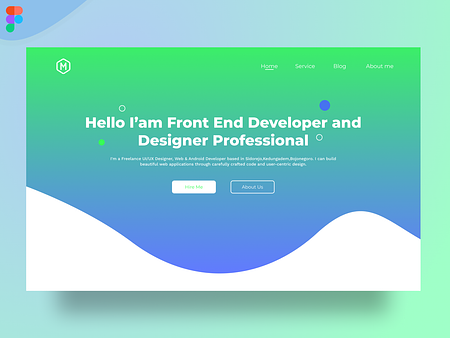 M
Home
Service
Blog
About me
Hello I'am Front End Developer and
Designer Professional
I'm a Freelance UI/UX Designer, Web & Android Developer based in Sidorejo,Kedungadem,Bojonegoro. I can build
beautiful web applications through carefully crafted code and user-centric design.
Hire Me
About Us